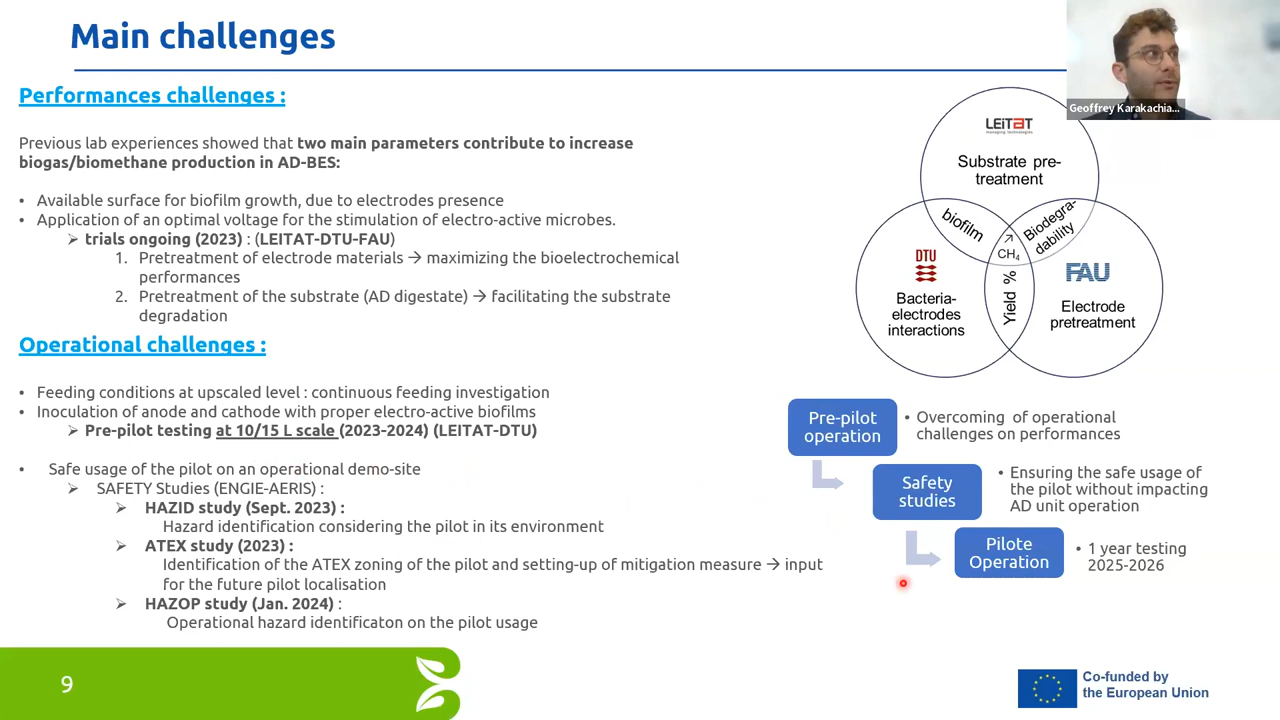 Main challenges
Geoffrey Karakachia...
Performances challenges :
Previous lab experiences showed that two main parameters contribute to increase
biogas/biomethane production in AD-BES:
• Available surface for biofilm growth, due to electrodes presence
• Application of an optimal voltage for the stimulation of electro-active microbes.
➢ trials ongoing (2023) : (LEITAT-DTU-FAU)
1. Pretreatment of electrode materials → maximizing the bioelectrochemical
performances
2. Pretreatment of the substrate (AD digestate) → facilitating the substrate
degradation
Operational challenges :
• Feeding conditions at upscaled level : continuous feeding investigation
• Inoculation of anode and cathode with proper electro-active biofilms
➢ Pre-pilot testing at 10/15 L scale (2023-2024) (LEITAT-DTU)
• Safe usage of the pilot on an operational demo-site
➢ SAFETY Studies (ENGIE-AERIS) :
➢ HAZID study (Sept. 2023) :
Hazard identification considering the pilot in its environment
➢ ATEX study (2023) :
Identification of the ATEX zoning of the pilot and setting-up of mitigation measure → input
for the future pilot localisation
➢ HAZOP study (Jan. 2024) :
Operational hazard identificaton on the pilot usage
LEITAT
managing technologies
Substrate pre-
treatment
biofilm
Biodegra-
dability
↗
CH4
Yield %
DTU
Bacteria-
electrodes
interactions
FAU
Electrode
pretreatment
Pre-pilot
operation
• Overcoming of operational
challenges on performances
Safety
studies
• Ensuring the safe usage of
the pilot without impacting
AD unit operation
Pilote
Operation
• 1 year testing
2025-2026
9
Co-funded by
the European Union